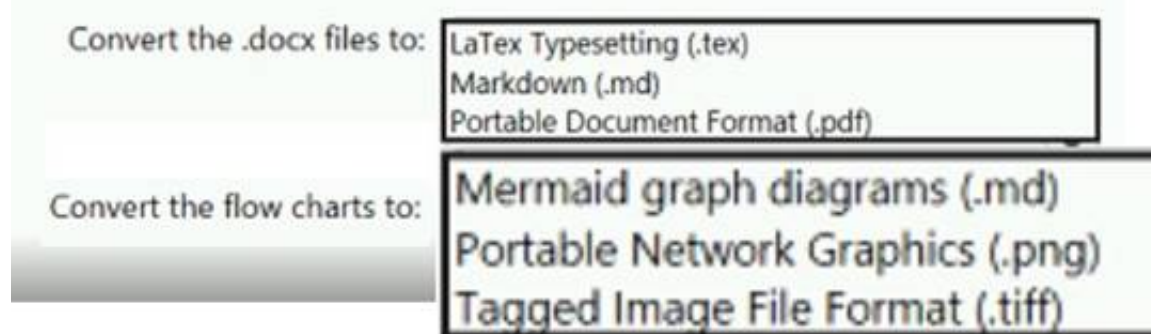 Convert the .docx files to:
LaTex Typesetting (.tex)
Markdown (.md)
Portable Document Format (.pdf)
Convert the flow charts to:
Mermaid graph diagrams (.md)
Portable Network Graphics (.png)
Tagged Image File Format (.tiff)